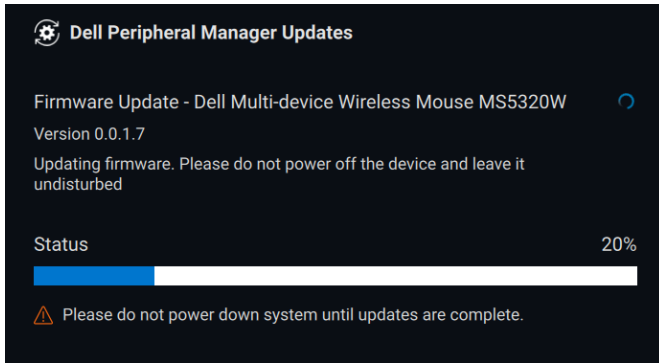 Dell Peripheral Manager Updates
Firmware Update - Dell Multi-device Wireless Mouse MS5320W
Version 0.0.1.7
Updating firmware. Please do not power off the device and leave it
undisturbed
Status 20%
Please do not power down system until updates are complete.